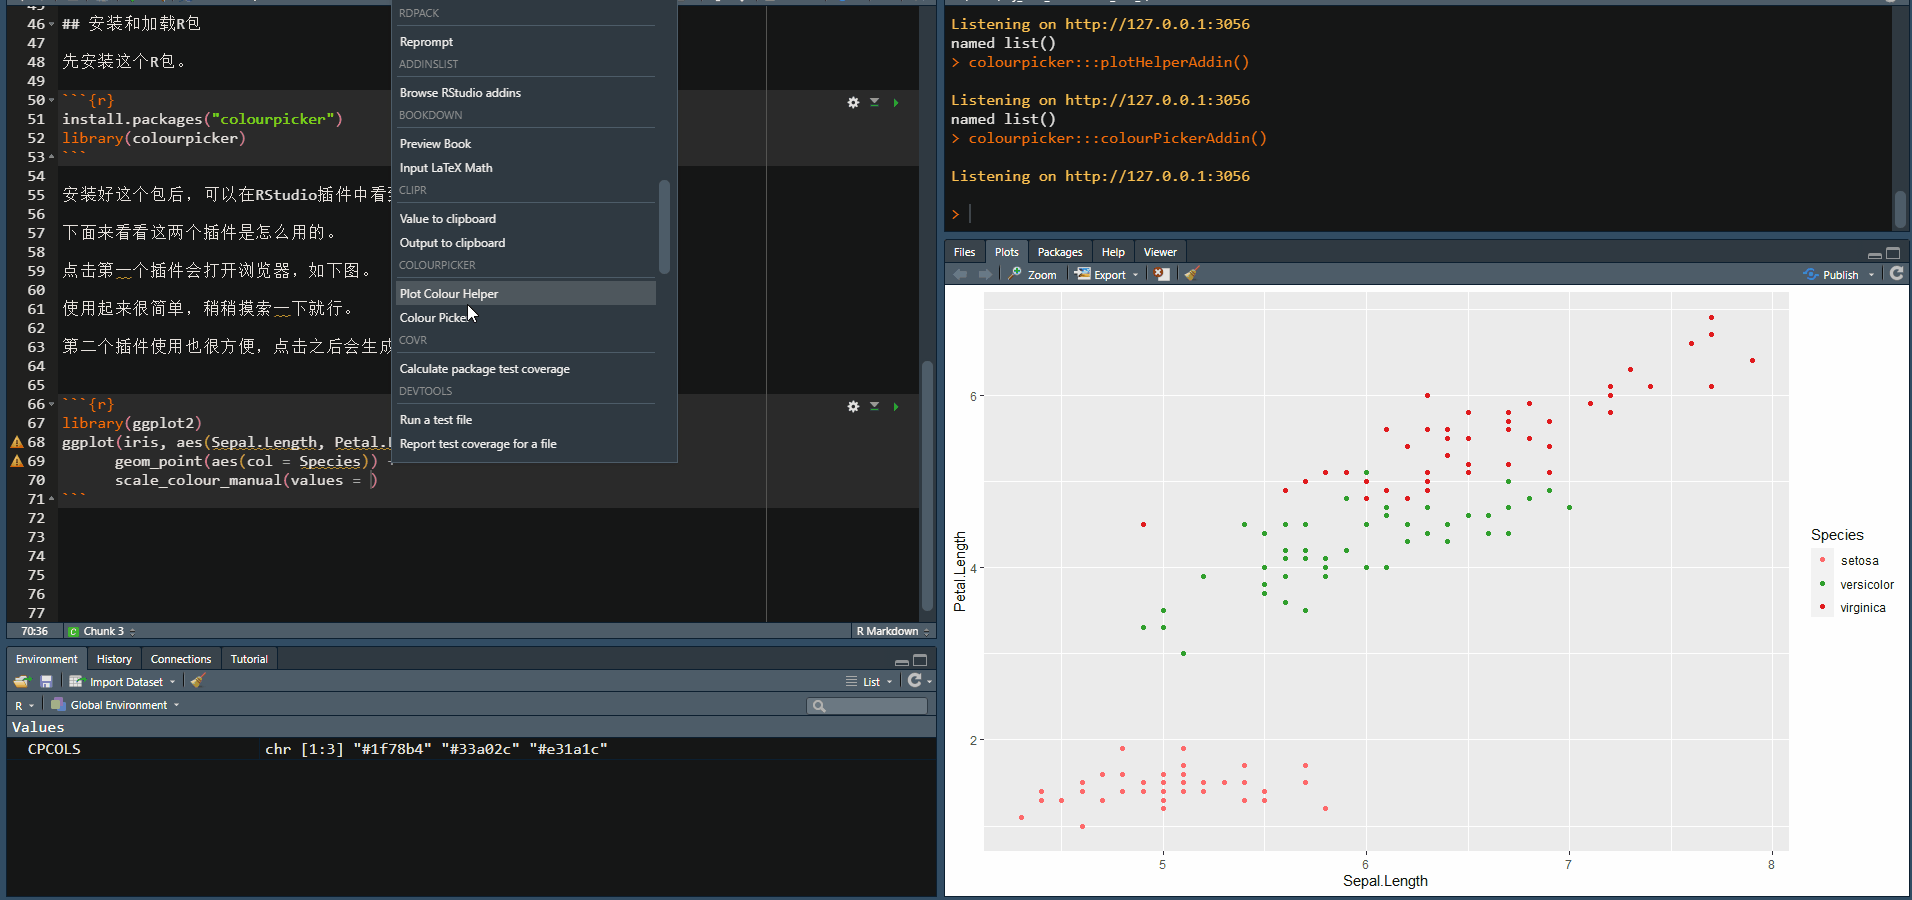 46 ## 安装和加载R包
47
48 先安装这个R包。
49
50 ```{r}
51 install.packages("colourpicker")
52 library(colourpicker)
53 ```
54
55 安装好这个包后，可以在RStudio插件中看
56
57 下面来看看这两个插件是怎么用的。
58
59 点击第一个插件会打开浏览器，如下图。
60
61 使用起来很简单，稍稍摸索一下就行。
62
63 第二个插件使用也很方便，点击之后会生成
64
65
66 ```{r}
67 library(ggplot2)
68 ggplot(iris, aes(Sepal.Length, Petal.
69 geom_point(aes(col = Species))
70 scale_colour_manual(values = )
71 ```
72
73
74
75
76
77
70:36 Chunk 3 R Markdown
RDPACK
Reprompt
ADDINSLIST
Browse RStudio addins
BOOKDOWN
Preview Book
Input LaTeX Math
CLIPR
Value to clipboard
Output to clipboard
COLOURPICKER
Plot Colour Helper
Colour Picke
COVR
Calculate package test coverage
DEVTOOLS
Run a test file
Report test coverage for a file
Listening on http://127.0.0.1:3056
named list()
> colourpicker:::plotHelperAddin()
Listening on http://127.0.0.1:3056
named list()
> colourpicker:::colourPickerAddin()
Listening on http://127.0.0.1:3056
>
Files Plots Packages Help Viewer
Zoom Export Publish
6
4
2
5 6 7 8
Petal.Length
Sepal.Length
Species
setosa
versicolor
virginica
Environment History Connections Tutorial
Import Dataset List
R Global Environment
Values
CPCOLS chr [1:3] "#1f78b4" "#33a02c" "#e31a1c"